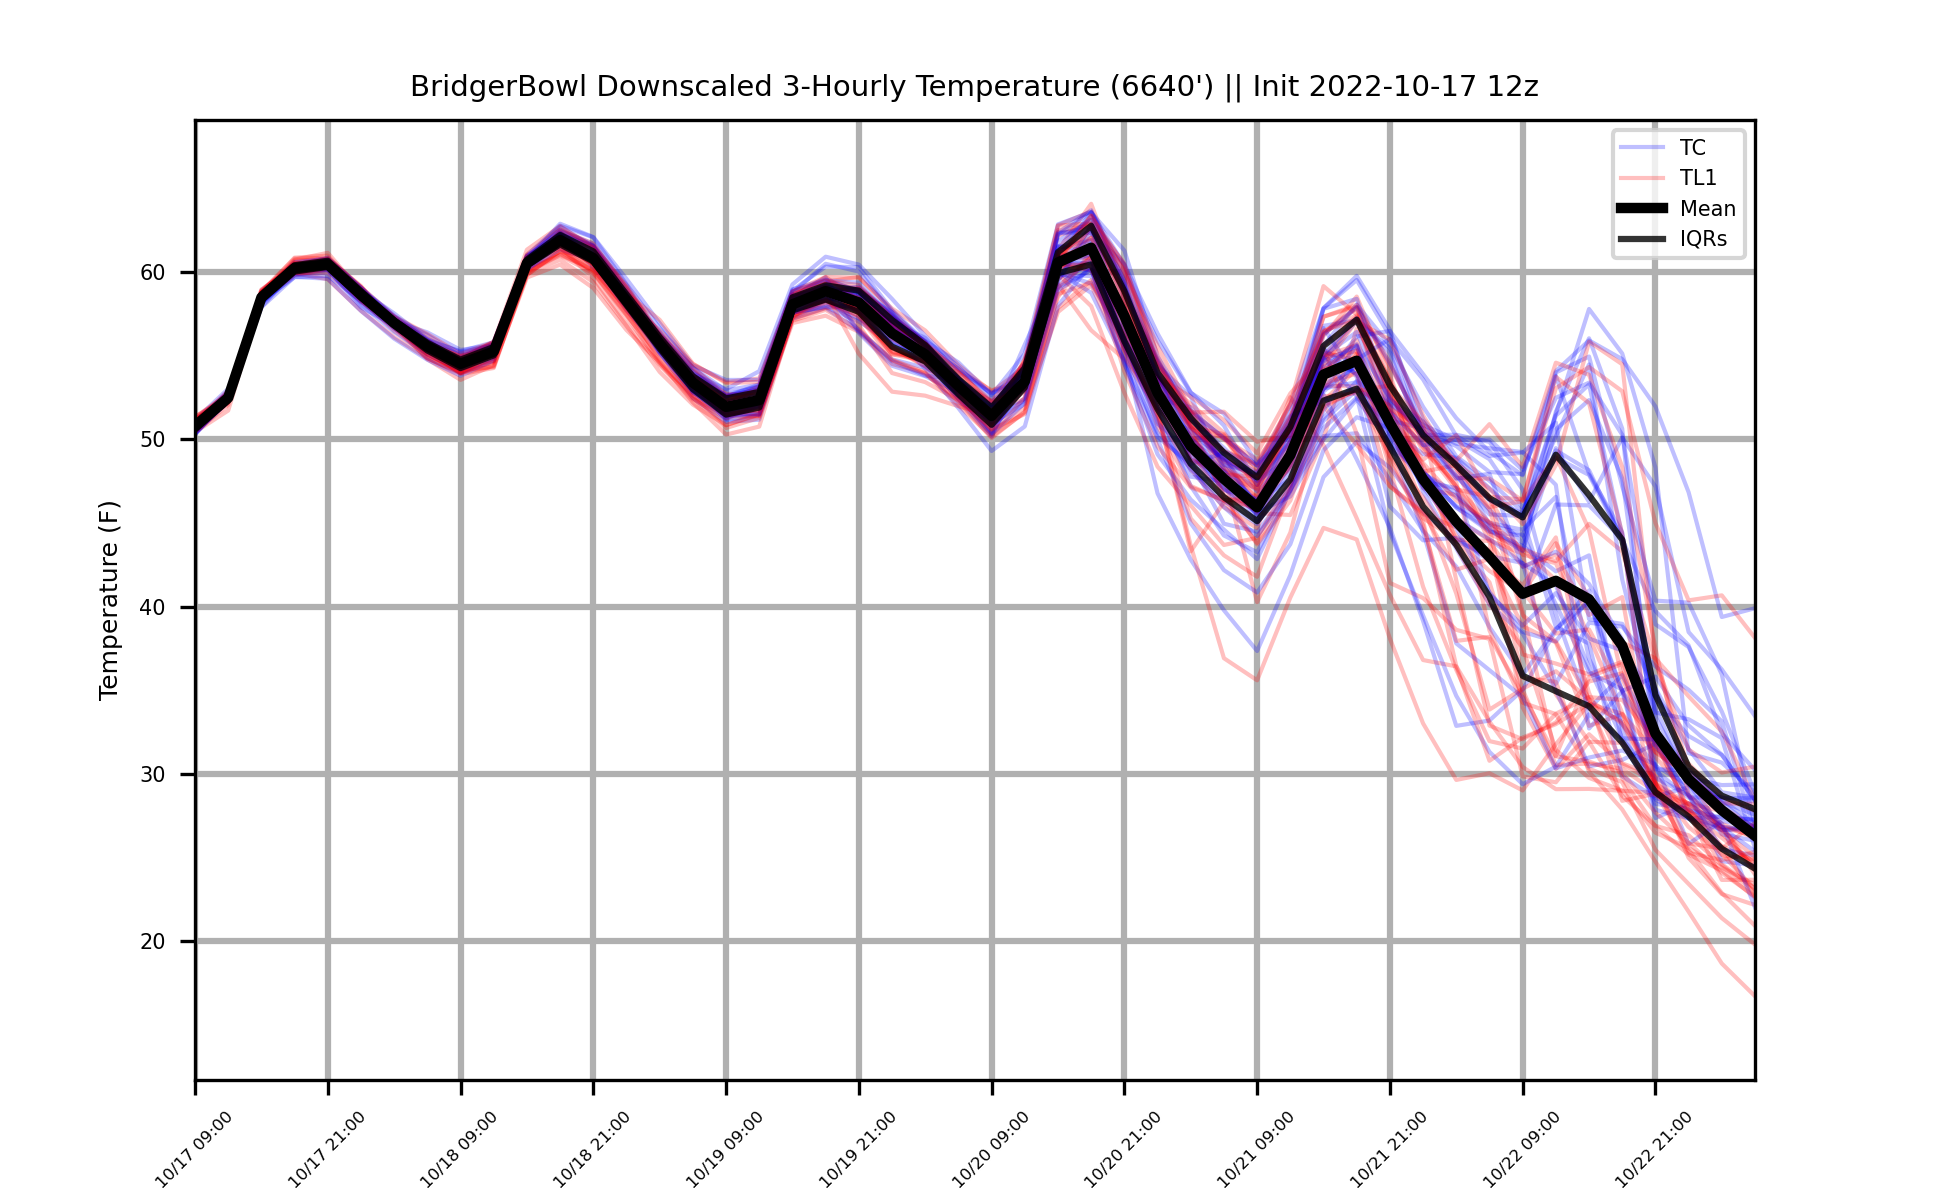 BridgerBowl Downscaled 3-Hourly Temperature (6640') || Init 2022-10-17 12z
TC
TL1
Mean
IQRs
Temperature (F)
60
50
40
30
20
10/17 09:00
10/17 21:00
10/18 09:00
10/18 21:00
10/19 09:00
10/19 21:00
10/20 09:00
10/20 21:00
10/21 09:00
10/21 21:00
10/22 09:00
10/22 21:00